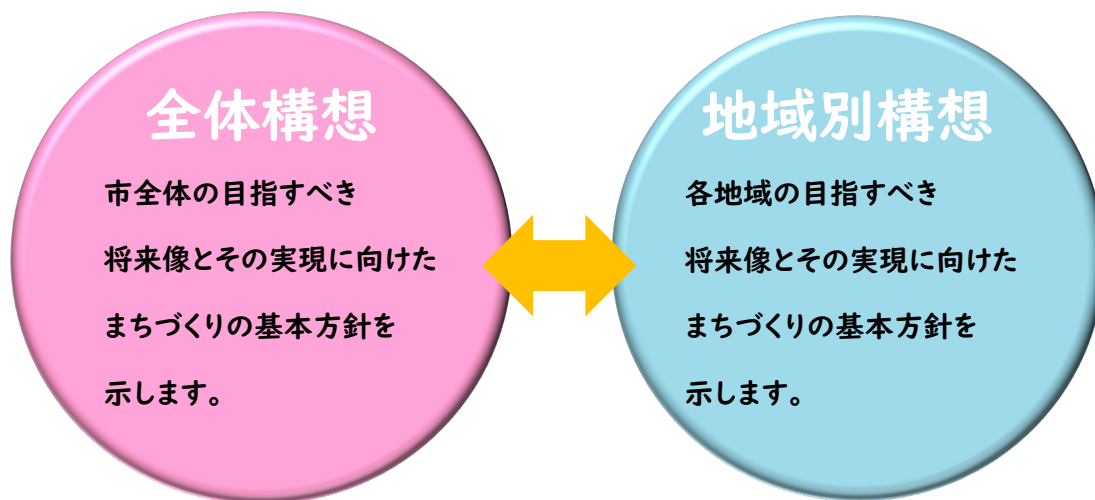 全体構想
市全体の目指すべき
将来像とその実現に向けた
まちづくりの基本方針を
示します。
地域別構想
各地域の目指すべき
将来像とその実現に向けた
まちづくりの基本方針を
示します。